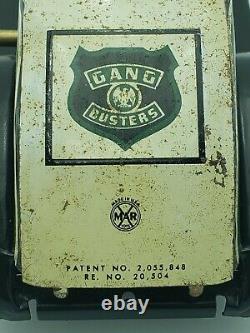 GANG
BUSTERS
MADE IN U.S.A.
MAR
PATENT NO. 2,055,848
RE. NO. 20,504